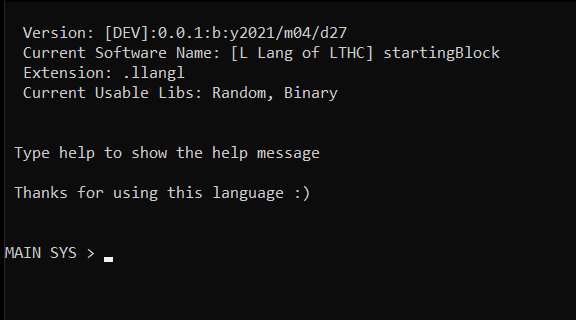 Version: [DEV]:0.0.1:b:y2021/m04/d27
Current Software Name: [L Lang of LTHC] startingBlock
Extension: .llangl
Current Usable Libs: Random, Binary
Type help to show the help message
Thanks for using this language :)
MAIN SYS > _